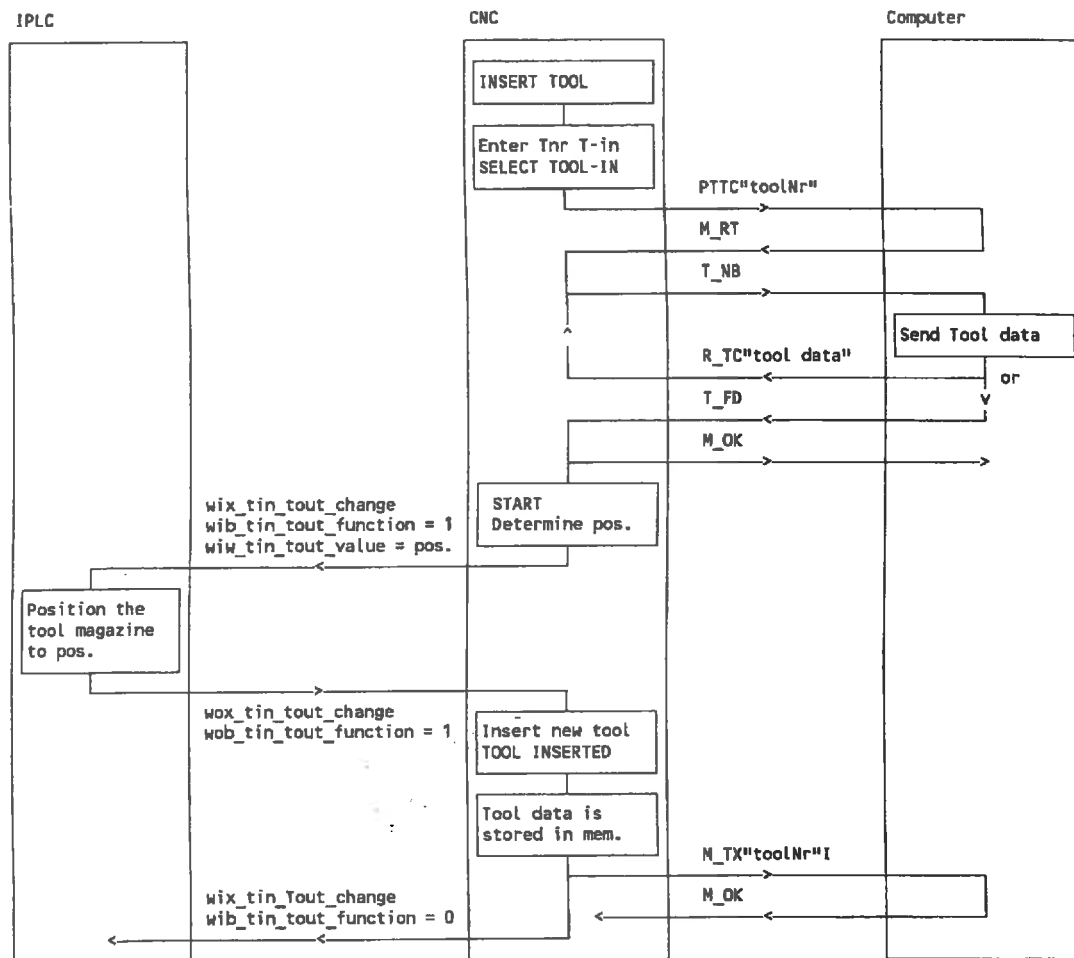 IPLC
CNC
Computer
INSERT TOOL
Enter Tnr T-in
SELECT TOOL-IN
PTTC"toolNr"
M_RT
T_NB
Send Tool data
R_TC"tool data"
or
T_FD
M_OK
START
Determine pos.
wix_tin_tout_change
wib_tin_tout_function = 1
wiw_tin_tout_value = pos.
Position the
tool magazine
to pos.
wox_tin_tout_change
wob_tin_tout_function = 1
Insert new tool
TOOL INSERTED
Tool data is
stored in mem.
M_TX"toolNr"I
M_OK
wix_tin_Tout_change
wib_tin_tout_function = 0